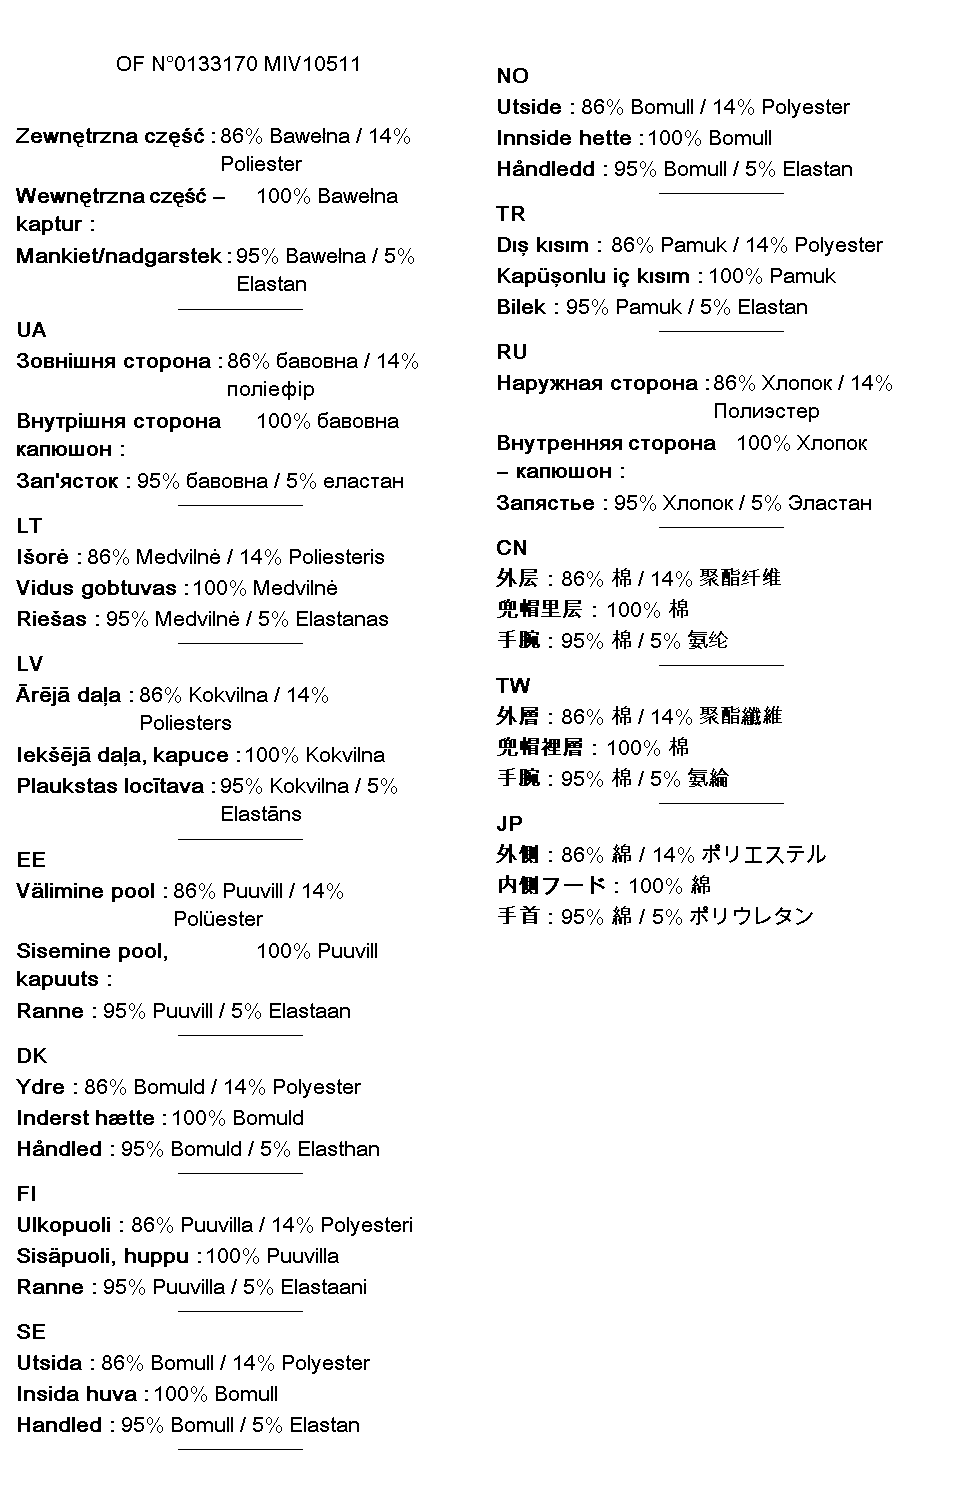 OF N°0133170 MIV10511
Zewnętrzna część : 86% Bawełna / 14%
Poliester
Wewnętrzna część – 100% Bawełna
kaptur :
Mankiet/nadgarstek : 95% Bawełna / 5%
Elastan
UA
Зовнішня сторона : 86% бавовна / 14%
поліефір
Внутрішня сторона 100% бавовна
капюшон :
Зап'ясток : 95% бавовна / 5% еластан
LT
Išorė : 86% Medvilnė / 14% Poliesteris
Vidus gobtuvas : 100% Medvilnė
Riešas : 95% Medvilnė / 5% Elastanas
LV
Ārējā daļa : 86% Kokvilna / 14%
Poliesters
Iekšējā daļa, kapuce : 100% Kokvilna
Plaukstas locītava : 95% Kokvilna / 5%
Elastāns
EE
Välimine pool : 86% Puuvill / 14%
Polüester
Sisemine pool, 100% Puuvill
kapuuts :
Ranne : 95% Puuvill / 5% Elastaan
DK
Ydre : 86% Bomuld / 14% Polyester
Inderst hætte : 100% Bomuld
Håndled : 95% Bomuld / 5% Elasthan
FI
Ulkopuoli : 86% Puuvilla / 14% Polyesteri
Sisäpuoli, huppu : 100% Puuvilla
Ranne : 95% Puuvilla / 5% Elastaani
SE
Utsida : 86% Bomull / 14% Polyester
Insida huva : 100% Bomull
Handled : 95% Bomull / 5% Elastan
NO
Utside : 86% Bomull / 14% Polyester
Innside hette : 100% Bomull
Håndledd : 95% Bomull / 5% Elastan
TR
Dış kısım : 86% Pamuk / 14% Polyester
Kapüşonlu iç kısım : 100% Pamuk
Bilek : 95% Pamuk / 5% Elastan
RU
Наружная сторона : 86% Хлопок / 14%
Полиэстер
Внутренняя сторона 100% Хлопок
– капюшон :
Запястье : 95% Хлопок / 5% Эластан
CN
外层 : 86% 棉 / 14% 聚酯纤维
兜帽里层 : 100% 棉
手腕 : 95% 棉 / 5% 氨纶
TW
外層 : 86% 棉 / 14% 聚酯纖維
兜帽裡層 : 100% 棉
手腕 : 95% 棉 / 5% 氨綸
JP
外側 : 86% 綿 / 14% ポリエステル
内側フード : 100% 綿
手首 : 95% 綿 / 5% ポリウレタン